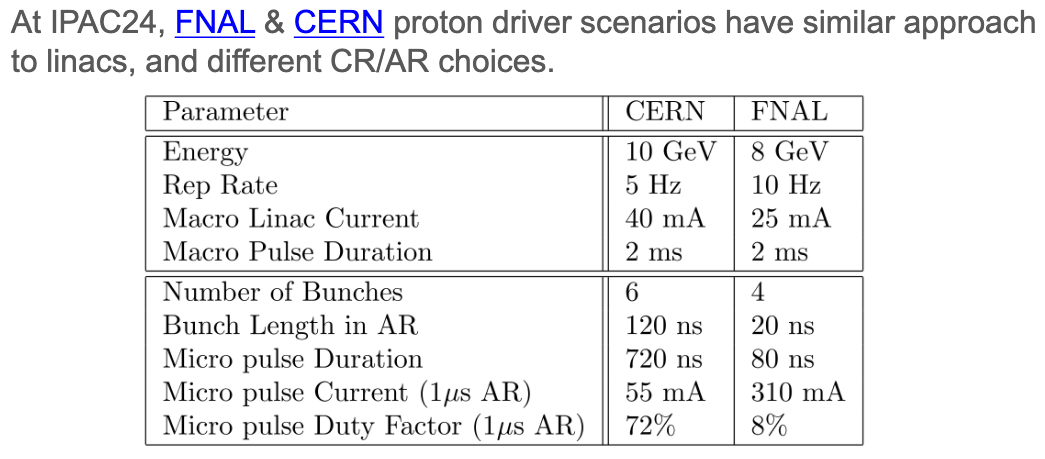 At IPAC24, FNAL & CERN proton driver scenarios have similar approach
to linacs, and different CR/AR choices.
Parameter CERN FNAL
Energy 10 GeV 8 GeV
Rep Rate 5 Hz 10 Hz
Macro Linac Current 40 mA 25 mA
Macro Pulse Duration 2 ms 2 ms
Number of Bunches 6 4
Bunch Length in AR 120 ns 20 ns
Micro pulse Duration 720 ns 80 ns
Micro pulse Current (1μs AR) 55 mA 310 mA
Micro pulse Duty Factor (1μs AR) 72% 8%